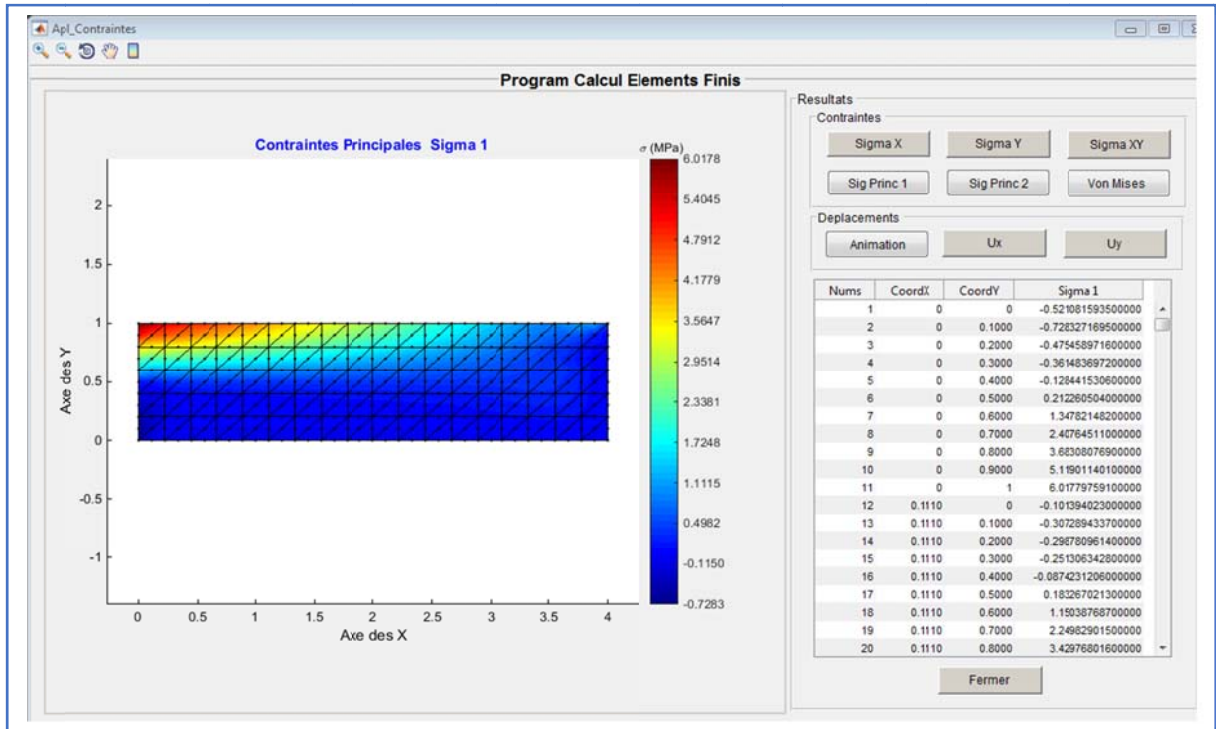 Apl_Contraintes
Program Calcul Elements Finis
Contraintes Principales Sigma 1
σ (MPa)
6.0178
5.4045
4.7912
4.1779
3.5647
2.9514
2.3381
1.7248
1.1115
0.4982
-0.1150
-0.7283
2
1.5
1
0.5
0
-0.5
-1
Axe des Y
0 0.5 1 1.5 2 2.5 3 3.5 4
Axe des X
Resultats
Contraintes
Sigma X Sigma Y Sigma XY
Sig Princ 1 Sig Princ 2 Von Mises
Deplacements
Animation Ux Uy
Nums CoordX CoordY Sigma 1
1 0 0 -0.521081593500000
2 0 0.1000 -0.728327169500000
3 0 0.2000 -0.475458971600000
4 0 0.3000 -0.361483697200000
5 0 0.4000 -0.128441530600000
6 0 0.5000 0.212260504000000
7 0 0.6000 1.34782148200000
8 0 0.7000 2.40764511000000
9 0 0.8000 3.68308076900000
10 0 0.9000 5.11901140100000
11 0 1 6.01779759100000
12 0.1110 0 -0.101394023000000
13 0.1110 0.1000 -0.307289433700000
14 0.1110 0.2000 -0.298780961400000
15 0.1110 0.3000 -0.251306342800000
16 0.1110 0.4000 -0.0874231206000000
17 0.1110 0.5000 0.183267021300000
18 0.1110 0.6000 1.15038768700000
19 0.1110 0.7000 2.24982901500000
20 0.1110 0.8000 3.42976801600000
Fermer